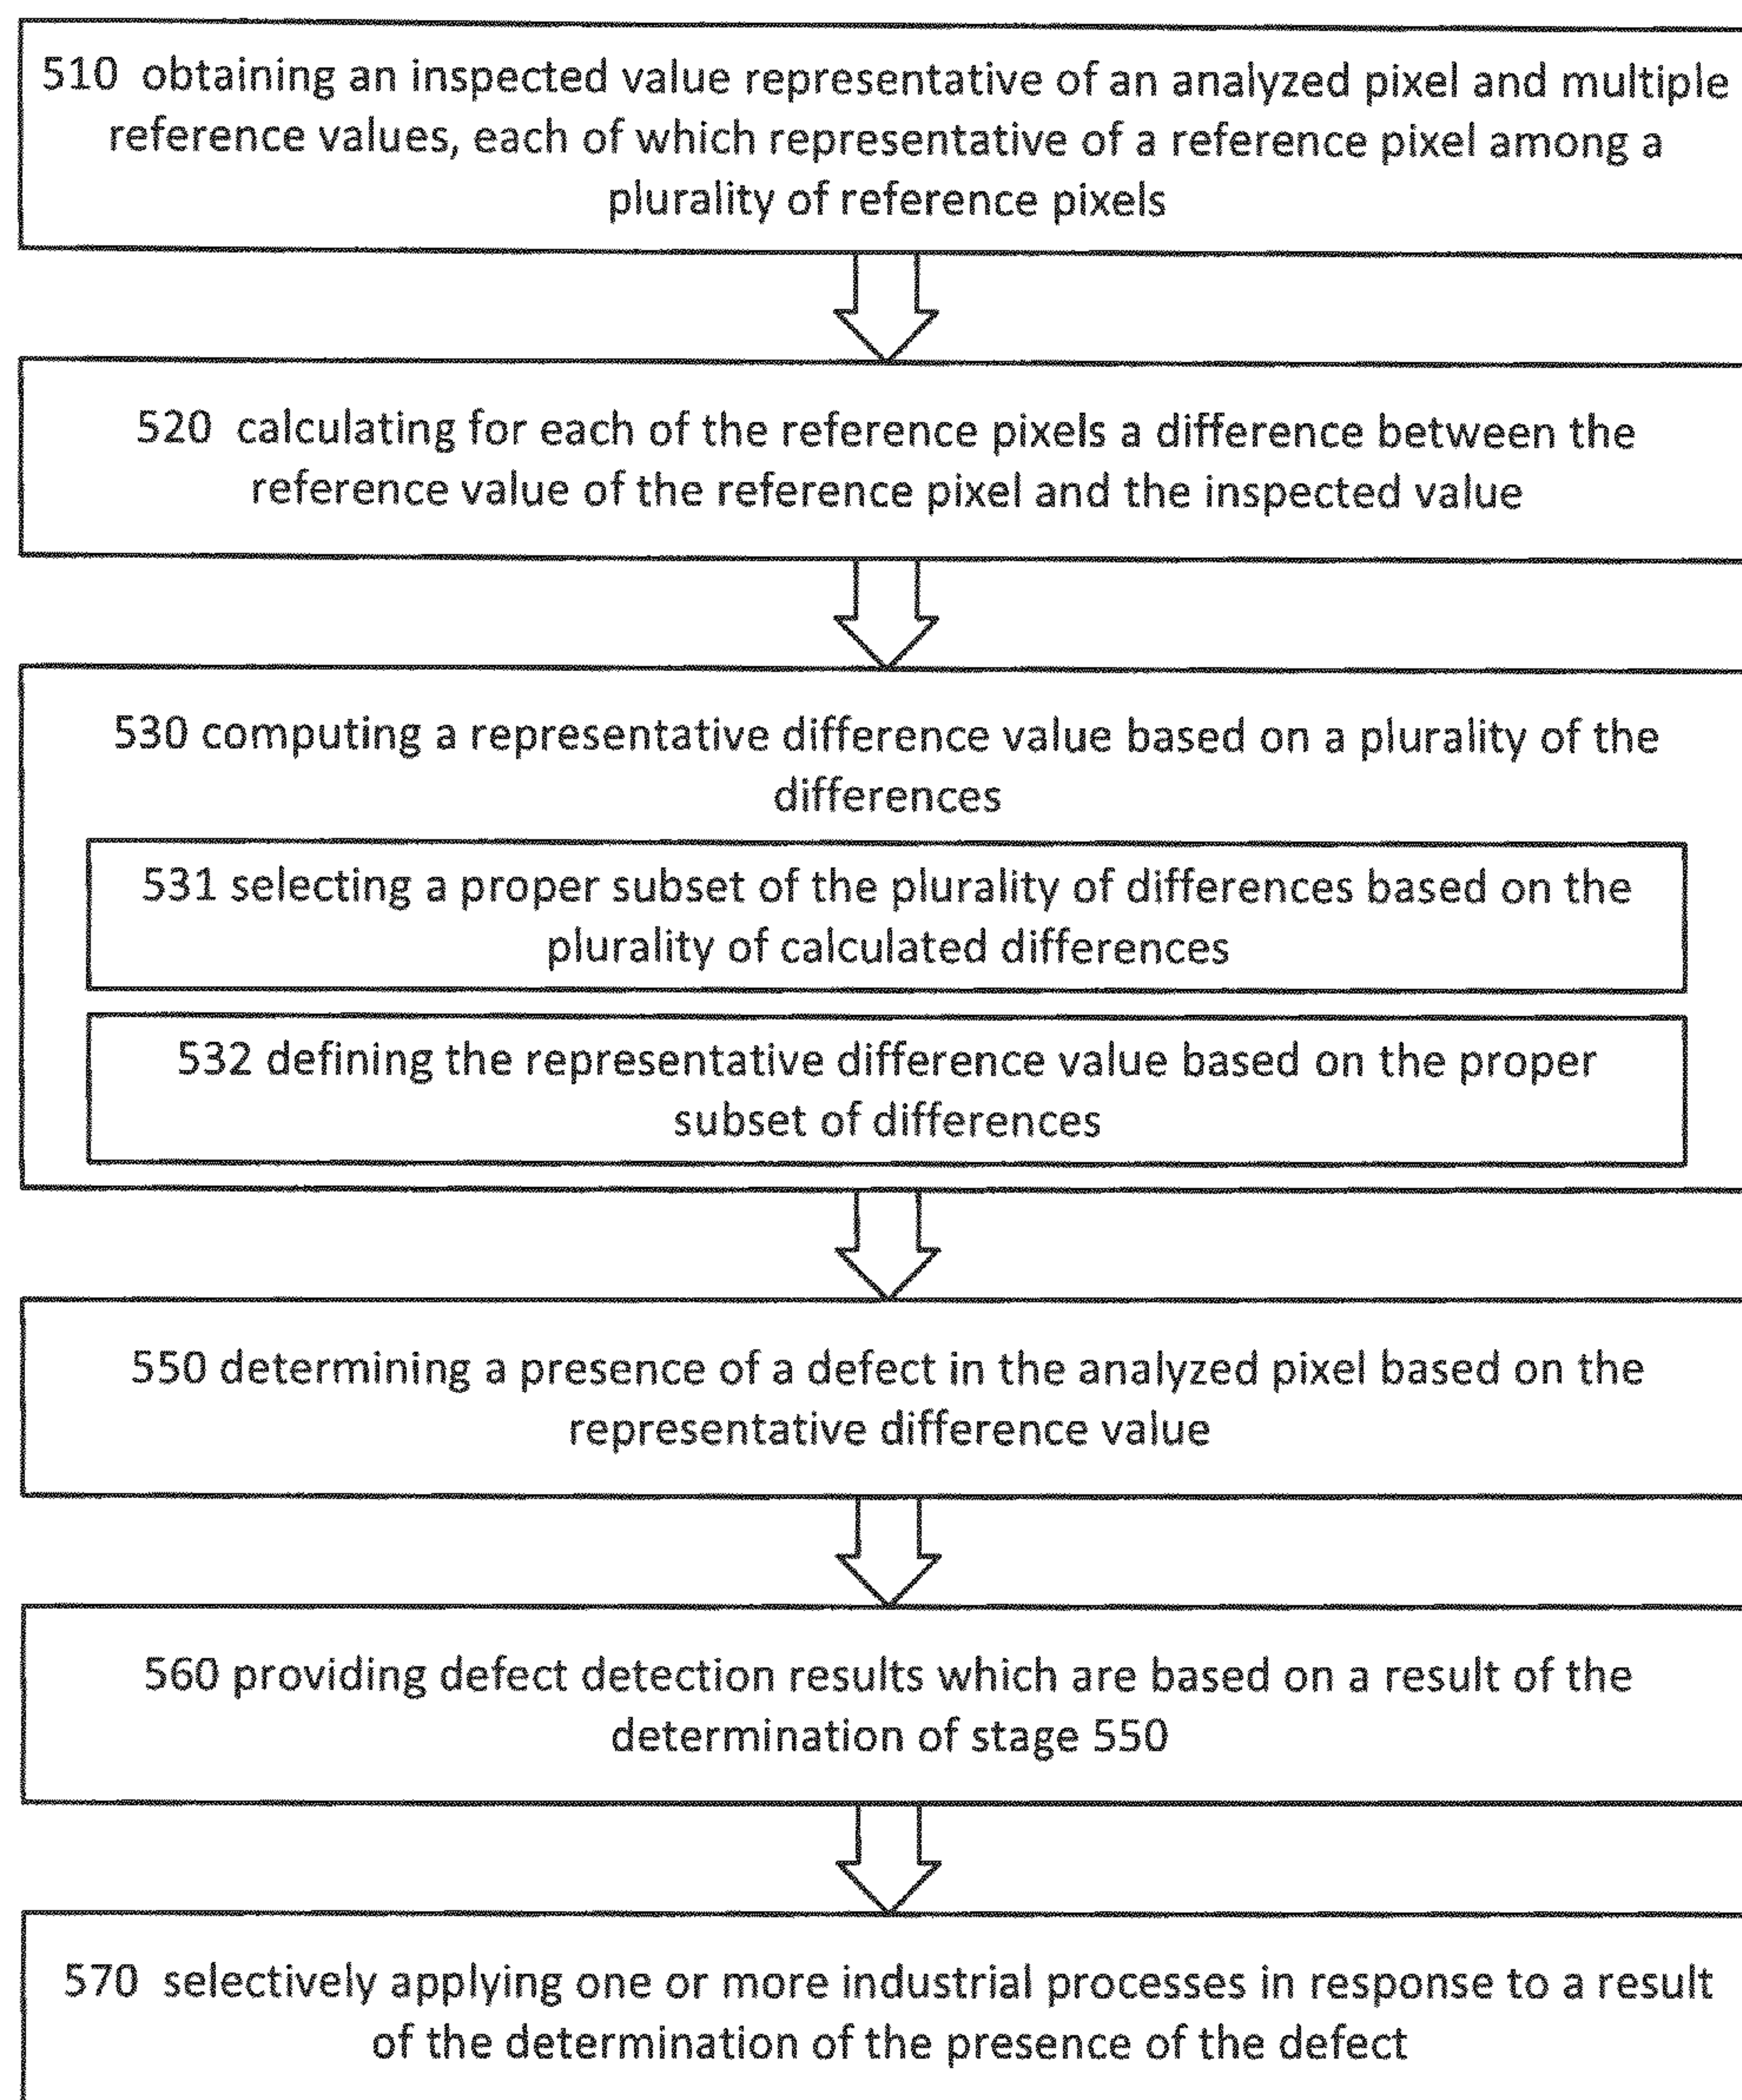 510 obtaining an inspected value representative of an analyzed pixel and multiple
reference values, each of which representative of a reference pixel among a
plurality of reference pixels
520 calculating for each of the reference pixels a difference between the
reference value of the reference pixel and the inspected value
530 computing a representative difference value based on a plurality of the
differences
531 selecting a proper subset of the plurality of differences based on the
plurality of calculated differences
532 defining the representative difference value based on the proper
subset of differences
550 determining a presence of a defect in the analyzed pixel based on the
representative difference value
560 providing defect detection results which are based on a result of the
determination of stage 550
570 selectively applying one or more industrial processes in response to a result
of the determination of the presence of the defect